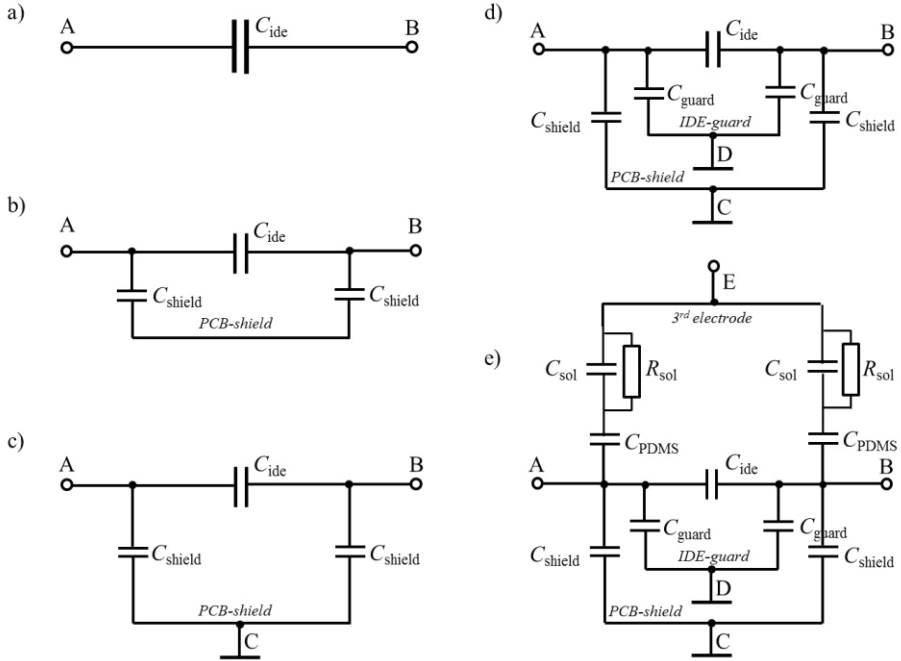 a)
A
C_ide
B
b)
A
C_ide
B
C_shield
C_shield
PCB-shield
c)
A
C_ide
B
C_shield
C_shield
PCB-shield
C
d)
A
C_ide
B
C_guard
C_guard
C_shield
IDE-guard
C_shield
D
PCB-shield
C
e)
E
3rd electrode
C_sol
R_sol
C_sol
R_sol
C_PDMS
C_PDMS
A
C_ide
B
C_guard
C_guard
C_shield
IDE-guard
C_shield
D
PCB-shield
C